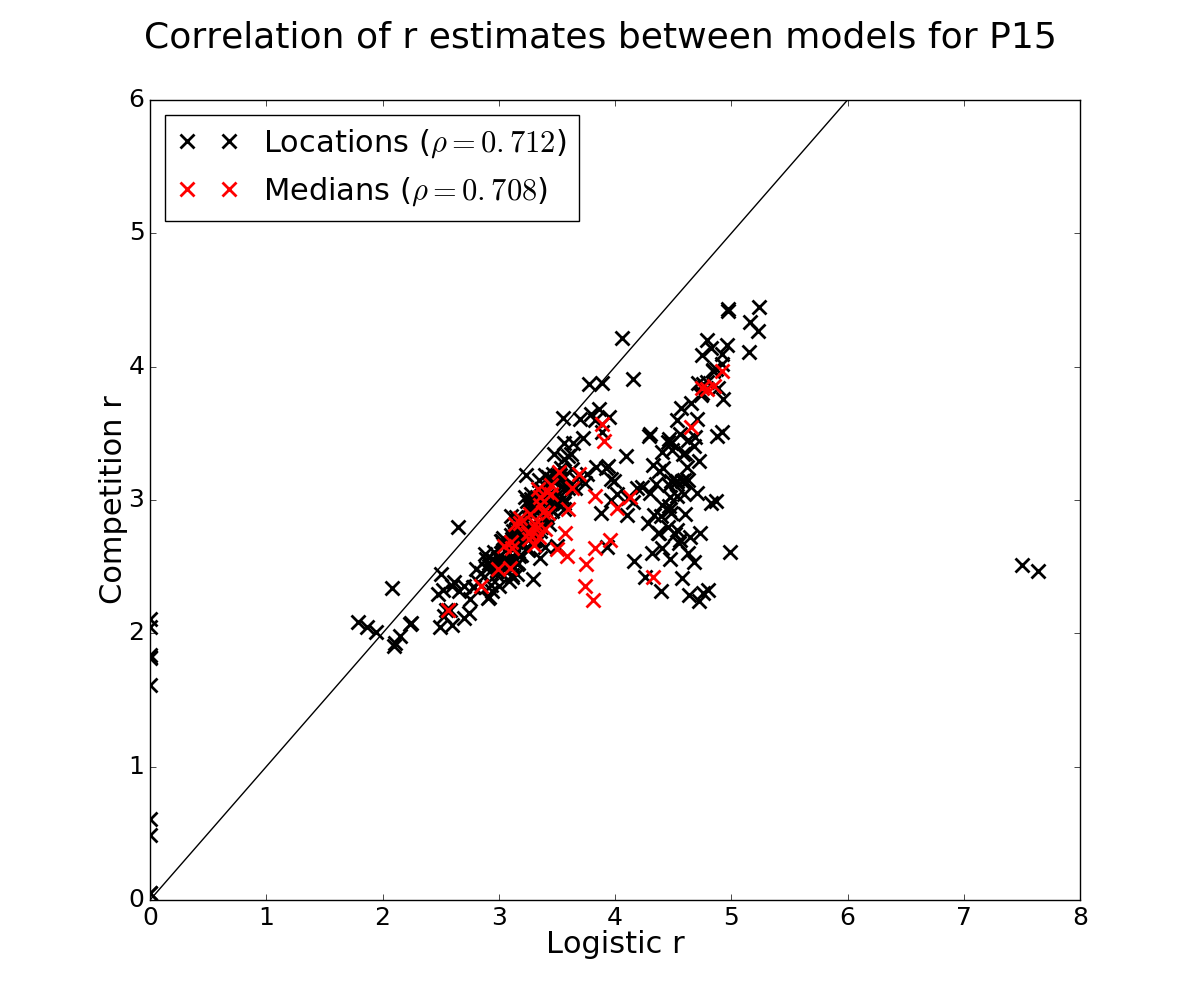 Correlation of r estimates between models for P15
Locations (ρ = 0.712)
Medians (ρ = 0.708)
6
5
4
3
2
1
0
Competition r
0 1 2 3 4 5 6 7 8
Logistic r